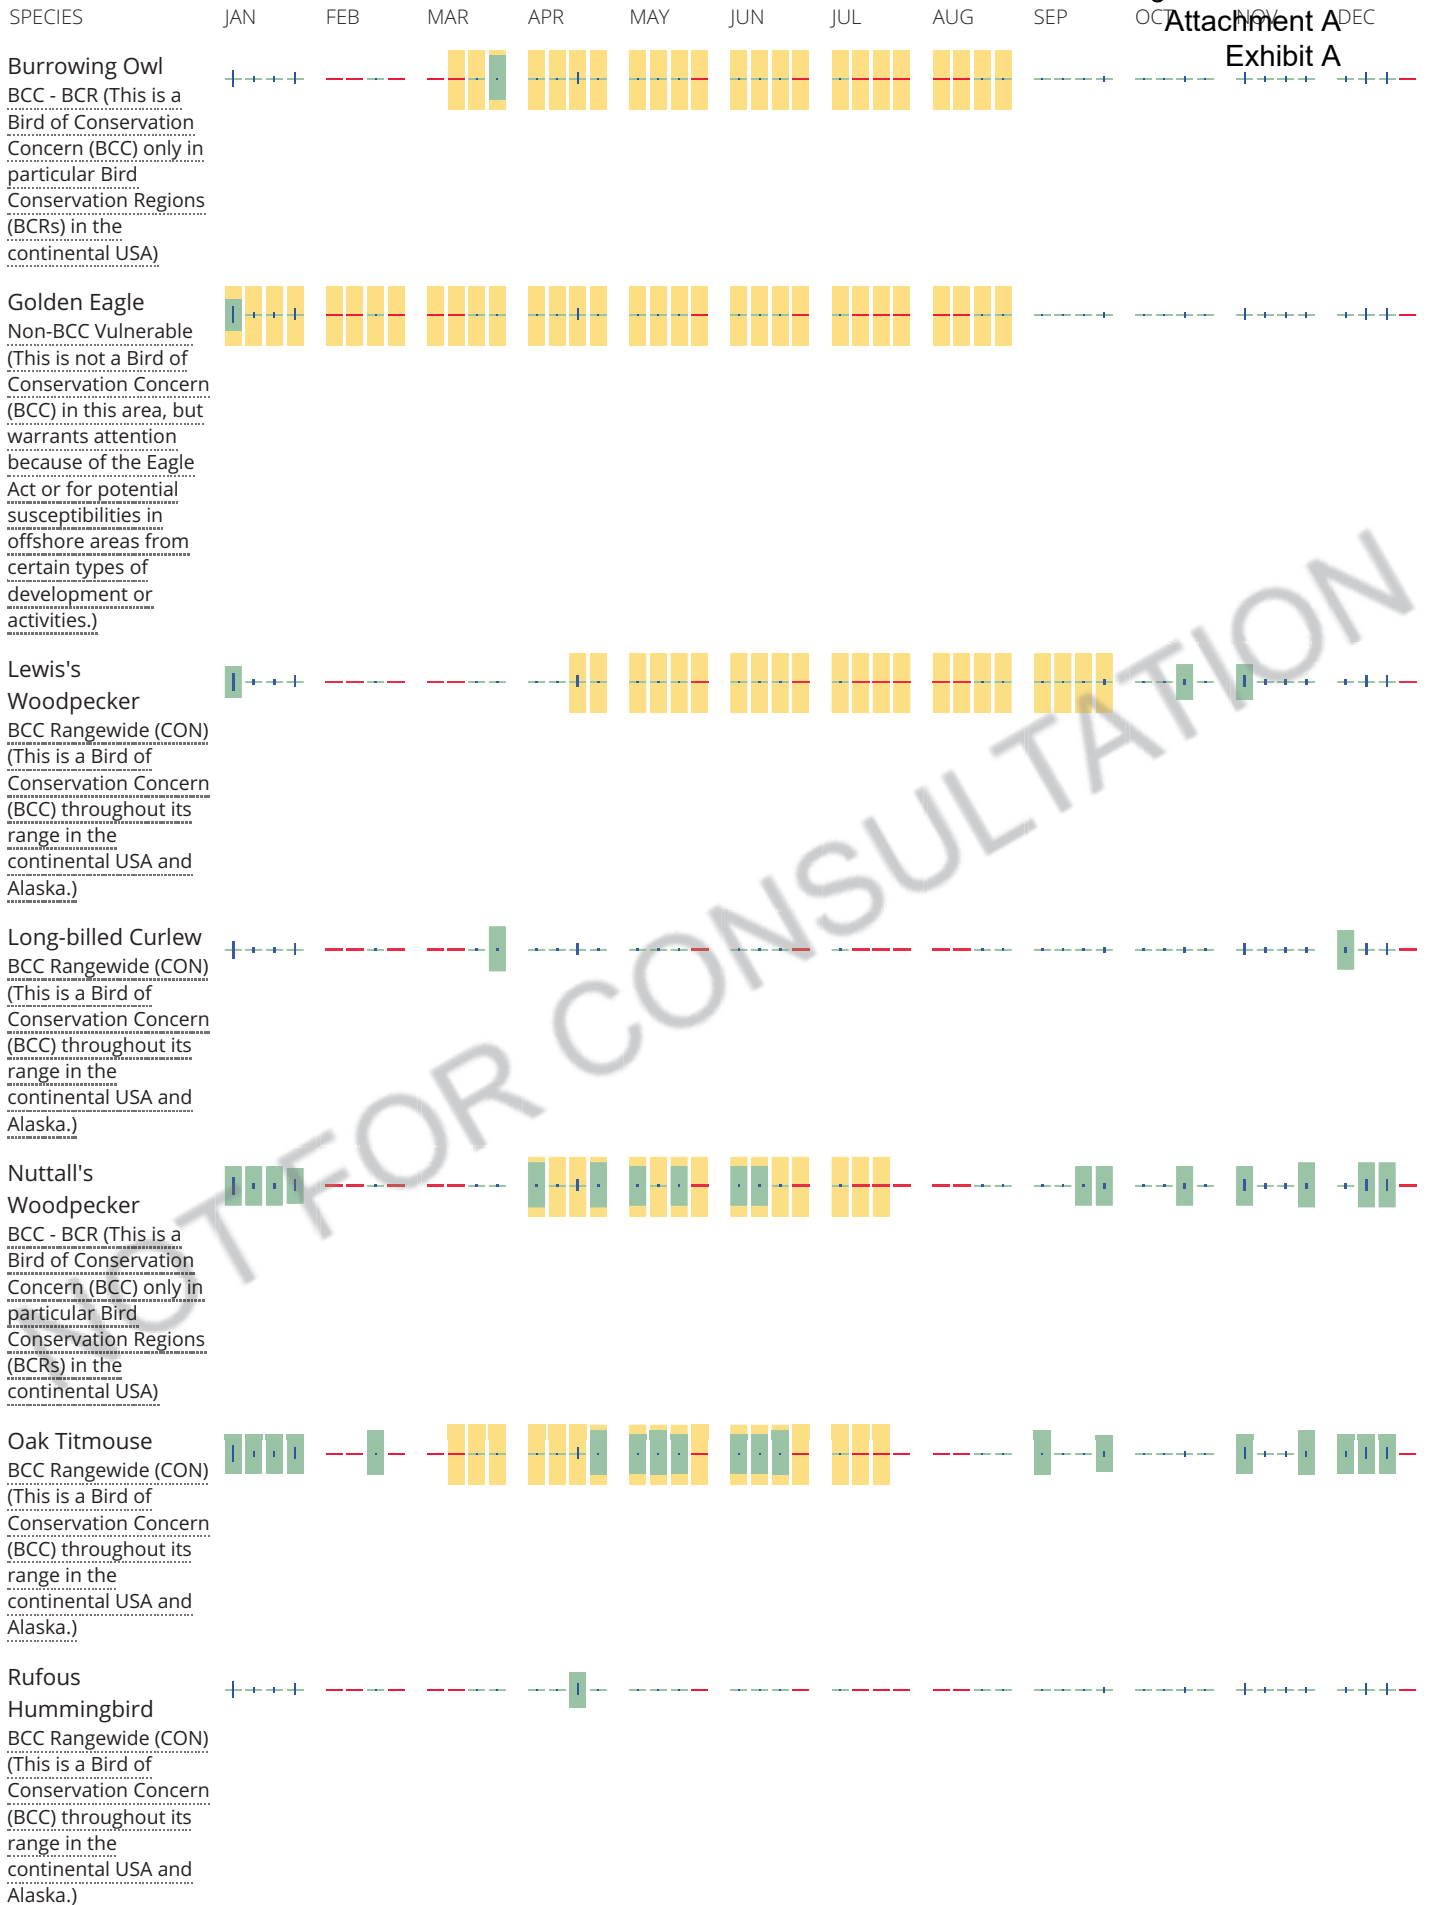 SPECIES JAN FEB MAR APR MAY JUN JUL AUG SEP OCT NOV DEC
Attachment A
Exhibit A
Burrowing Owl
BCC - BCR (This is a
Bird of Conservation
Concern (BCC) only in
particular Bird
Conservation Regions
(BCRs) in the
continental USA)
Golden Eagle
Non-BCC Vulnerable
(This is not a Bird of
Conservation Concern
(BCC) in this area, but
warrants attention
because of the Eagle
Act or for potential
susceptibilities in
offshore areas from
certain types of
development or
activities.)
Lewis's
Woodpecker
BCC Rangewide (CON)
(This is a Bird of
Conservation Concern
(BCC) throughout its
range in the
continental USA and
Alaska.)
Long-billed Curlew
BCC Rangewide (CON)
(This is a Bird of
Conservation Concern
(BCC) throughout its
range in the
continental USA and
Alaska.)
Nuttall's
Woodpecker
BCC - BCR (This is a
Bird of Conservation
Concern (BCC) only in
particular Bird
Conservation Regions
(BCRs) in the
continental USA)
Oak Titmouse
BCC Rangewide (CON)
(This is a Bird of
Conservation Concern
(BCC) throughout its
range in the
continental USA and
Alaska.)
Rufous
Hummingbird
BCC Rangewide (CON)
(This is a Bird of
Conservation Concern
(BCC) throughout its
range in the
continental USA and
Alaska.)
NOT FOR CONSULTATION